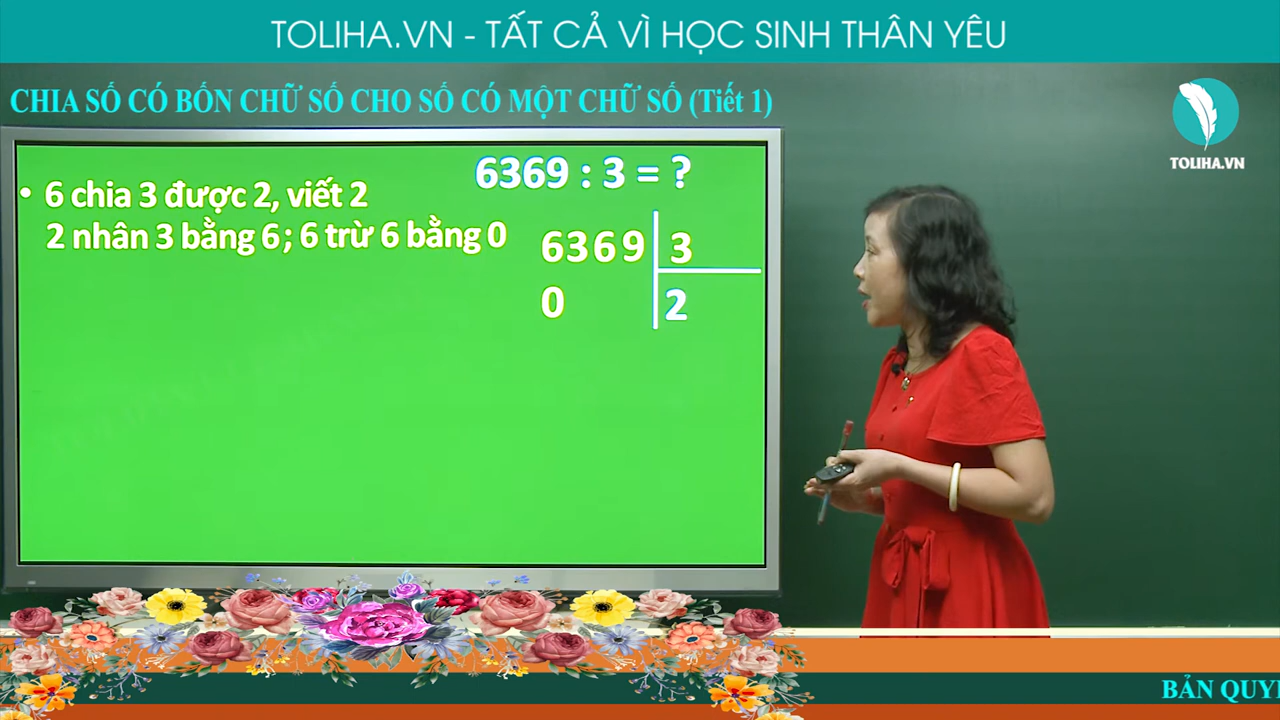 TOLIHA.VN - TẤT CẢ VÌ HỌC SINH THÂN YÊU
CHIA SỐ CÓ BỐN CHỮ SỐ CHO SỐ CÓ MỘT CHỮ SỐ (Tiết 1)
TOLIHA.VN
6369 : 3 = ?
• 6 chia 3 được 2, viết 2
2 nhân 3 bằng 6 ; 6 trừ 6 bằng 0
6369 3
0 2
BẢN QUY